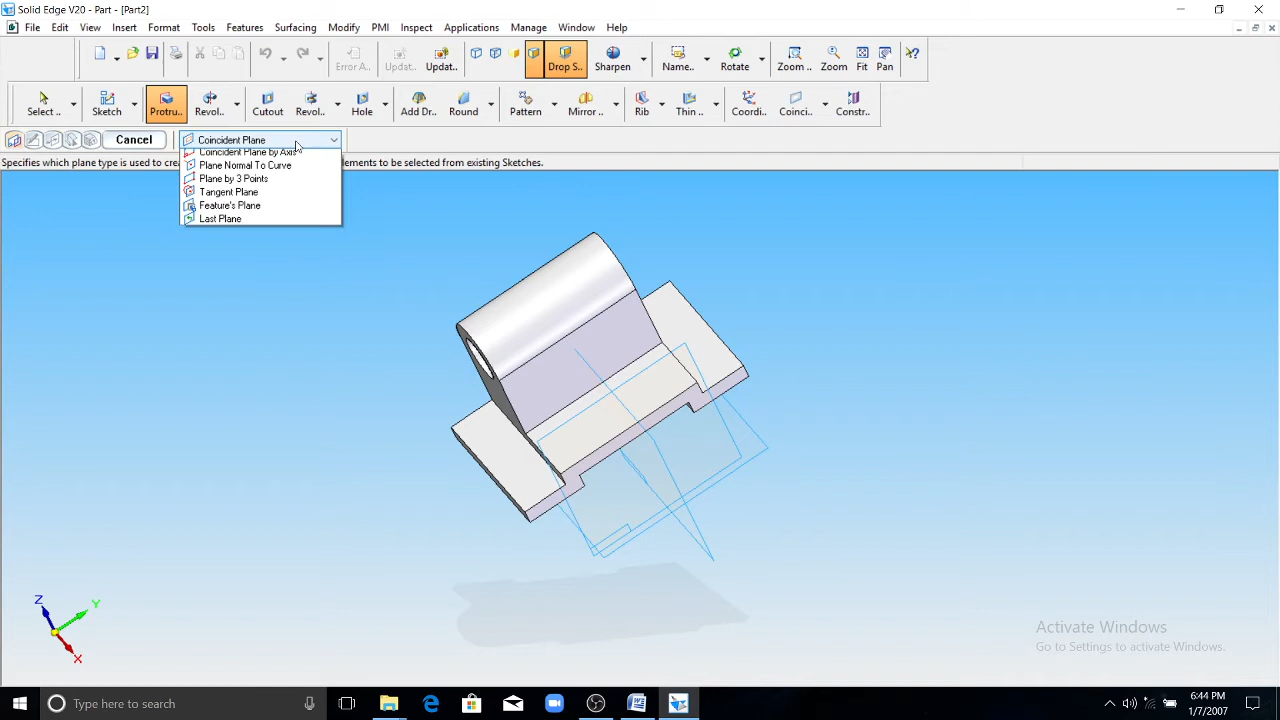 Solid Edge V20 - Part - [Part2]
File Edit View Insert Format Tools Features Surfacing Modify PMI Inspect Applications Manage Window Help
Error A.. Updat.. Updat.. Drop S.. Sharpen Name.. Rotate Zoom .. Zoom Fit Pan
Select .. Sketch Protru.. Revol.. Cutout Revol.. Hole Add Dr.. Round Pattern Mirror .. Rib Thin .. Coordi.. Coinci.. Constr..
Cancel Coincident Plane
Coincident Plane by Axis
Specifies which plane type is used to crea elements to be selected from existing Sketches.
Plane Normal To Curve
Plane by 3 Points
Tangent Plane
Feature's Plane
Last Plane
Z
Y
X
Activate Windows
Go to Settings to activate Windows.
Type here to search
6:44 PM
1/7/2007